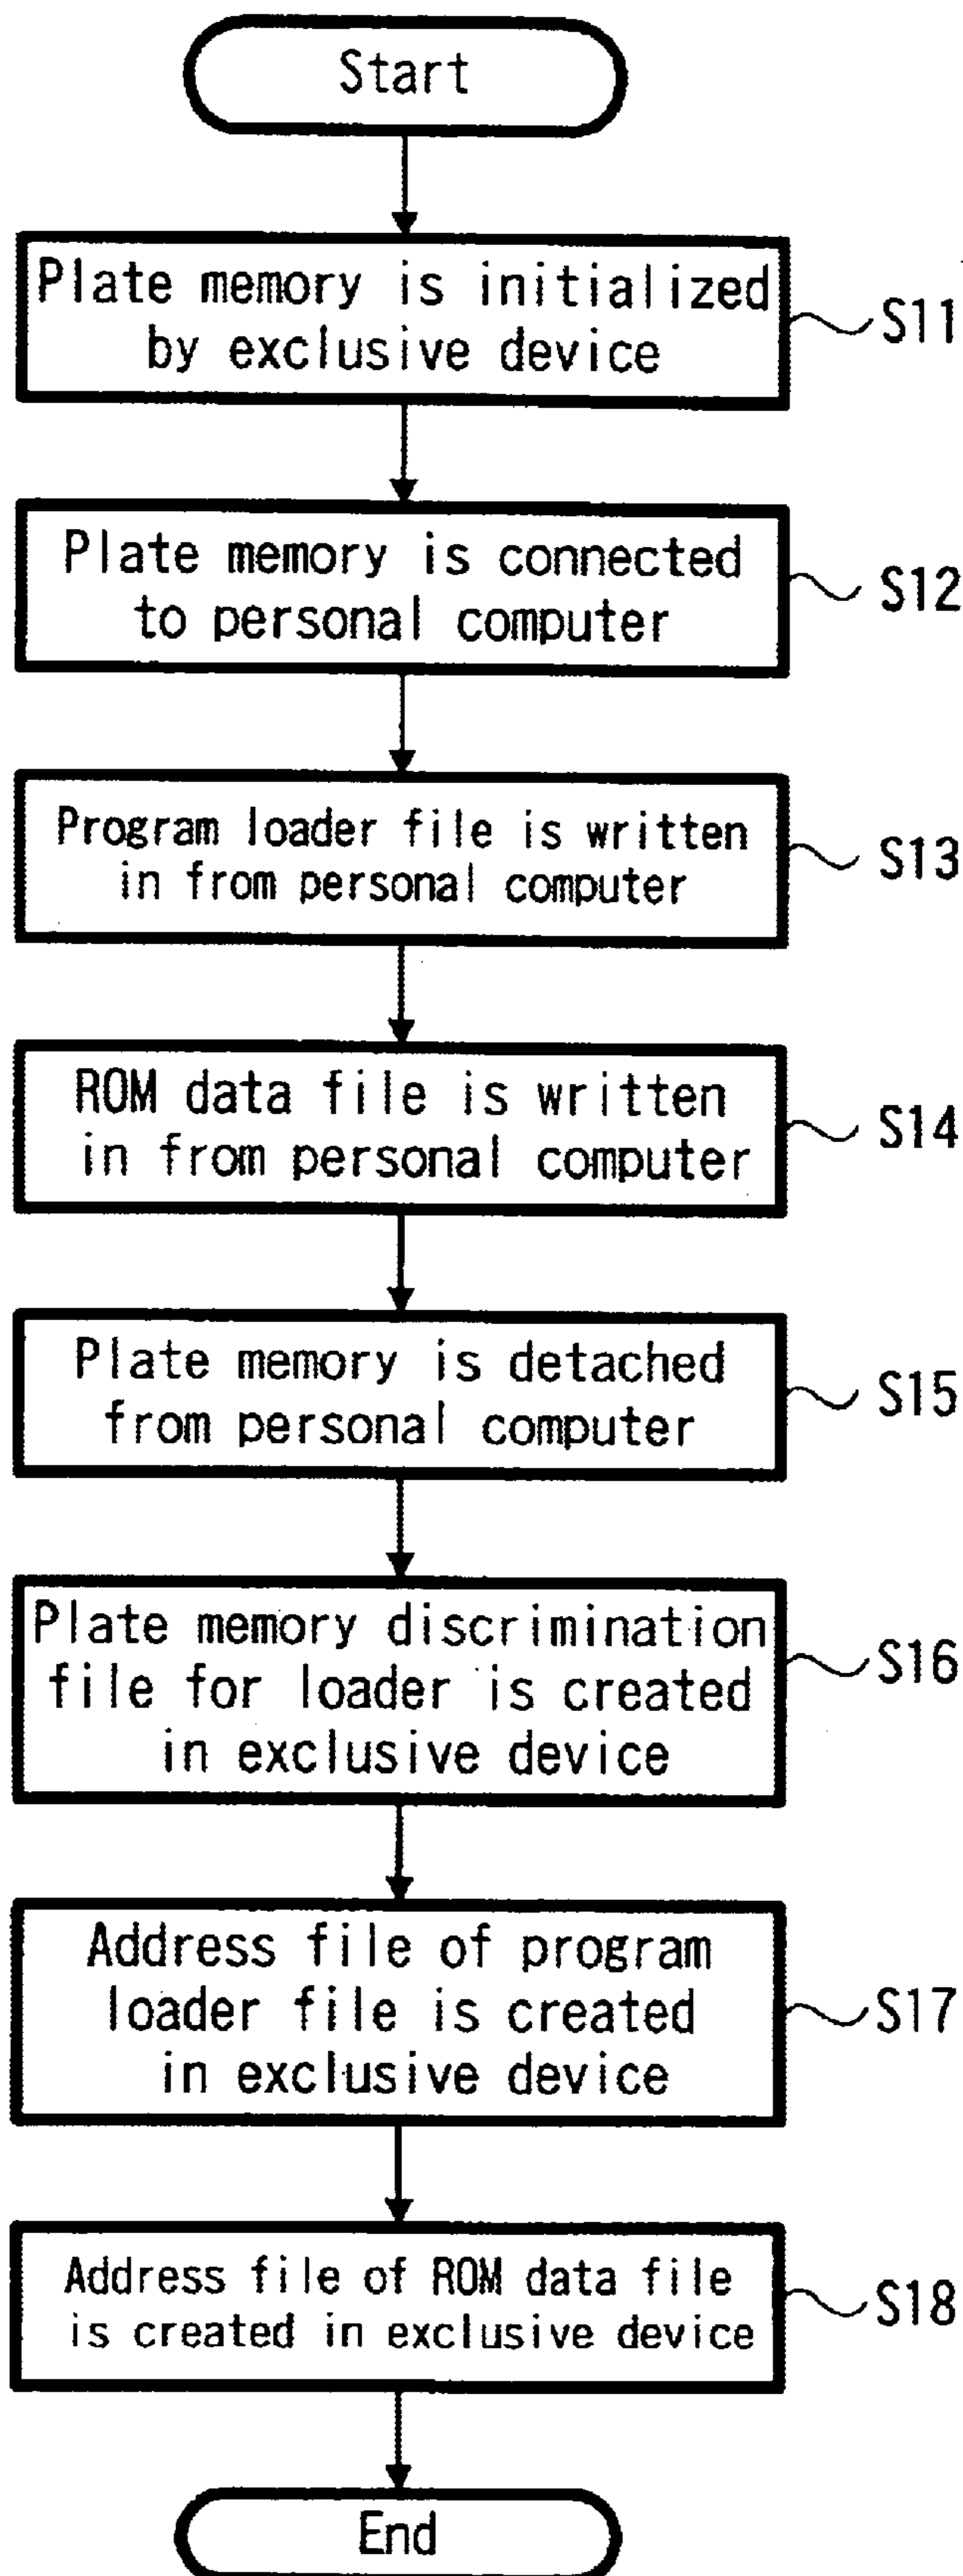 Start
Plate memory is initialized
by exclusive device
S11
Plate memory is connected
to personal computer
S12
Program loader file is written
in from personal computer
S13
ROM data file is written
in from personal computer
S14
Plate memory is detached
from personal computer
S15
Plate memory discrimination
file for loader is created
in exclusive device
S16
Address file of program
loader file is created
in exclusive device
S17
Address file of ROM data file
is created in exclusive device
S18
End